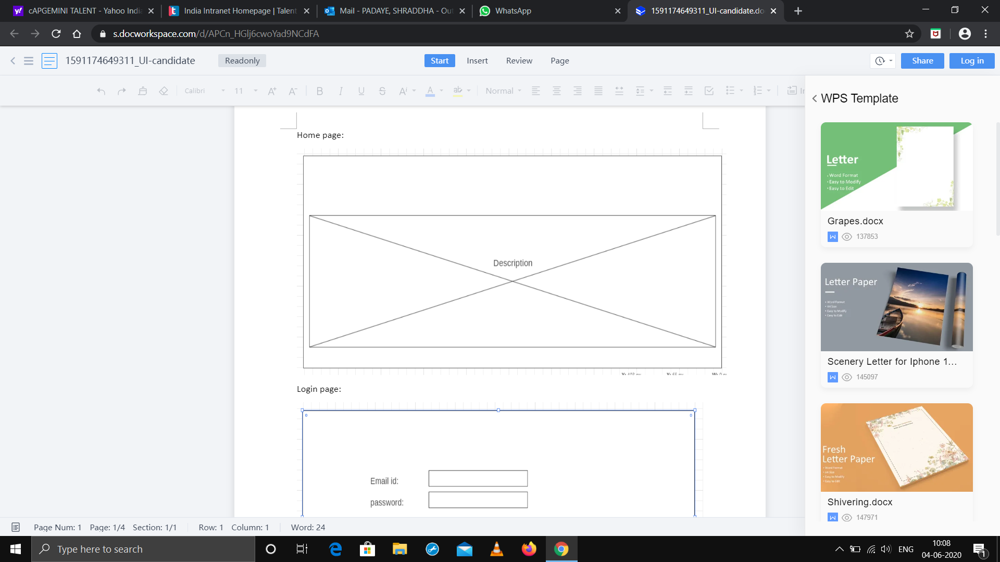 cAPGEMINI TALENT - Yahoo India
India Intranet Homepage | Talent
Mail - PADAYE, SHRADDHA - Out
WhatsApp
1591174649311_UI-candidate.do
s.docworkspace.com/d/APCn_HGlj6cwoYad9NCdFA
1591174649311_UI-candidate
Readonly
Start
Insert
Review
Page
Share
Log in
Calibri
11
Normal
WPS Template
Home page:
Description
Login page:
Email id:
password:
Letter
• Word Format
• Easy to Modify
• Easy to Edit
Grapes.docx
137853
Letter Paper
• Word Format
• A4 Size
• Easy to Modify
• Easy to Edit
Scenery Letter for Iphone 1...
145097
Fresh
Letter Paper
• Word Format
• A4 Size
• Easy to Modify
• Easy to Edit
Shivering.docx
147971
Page Num: 1
Page: 1/4
Section: 1/1
Row: 1
Column: 1
Word: 24
Type here to search
ENG
10:08
04-06-2020
1